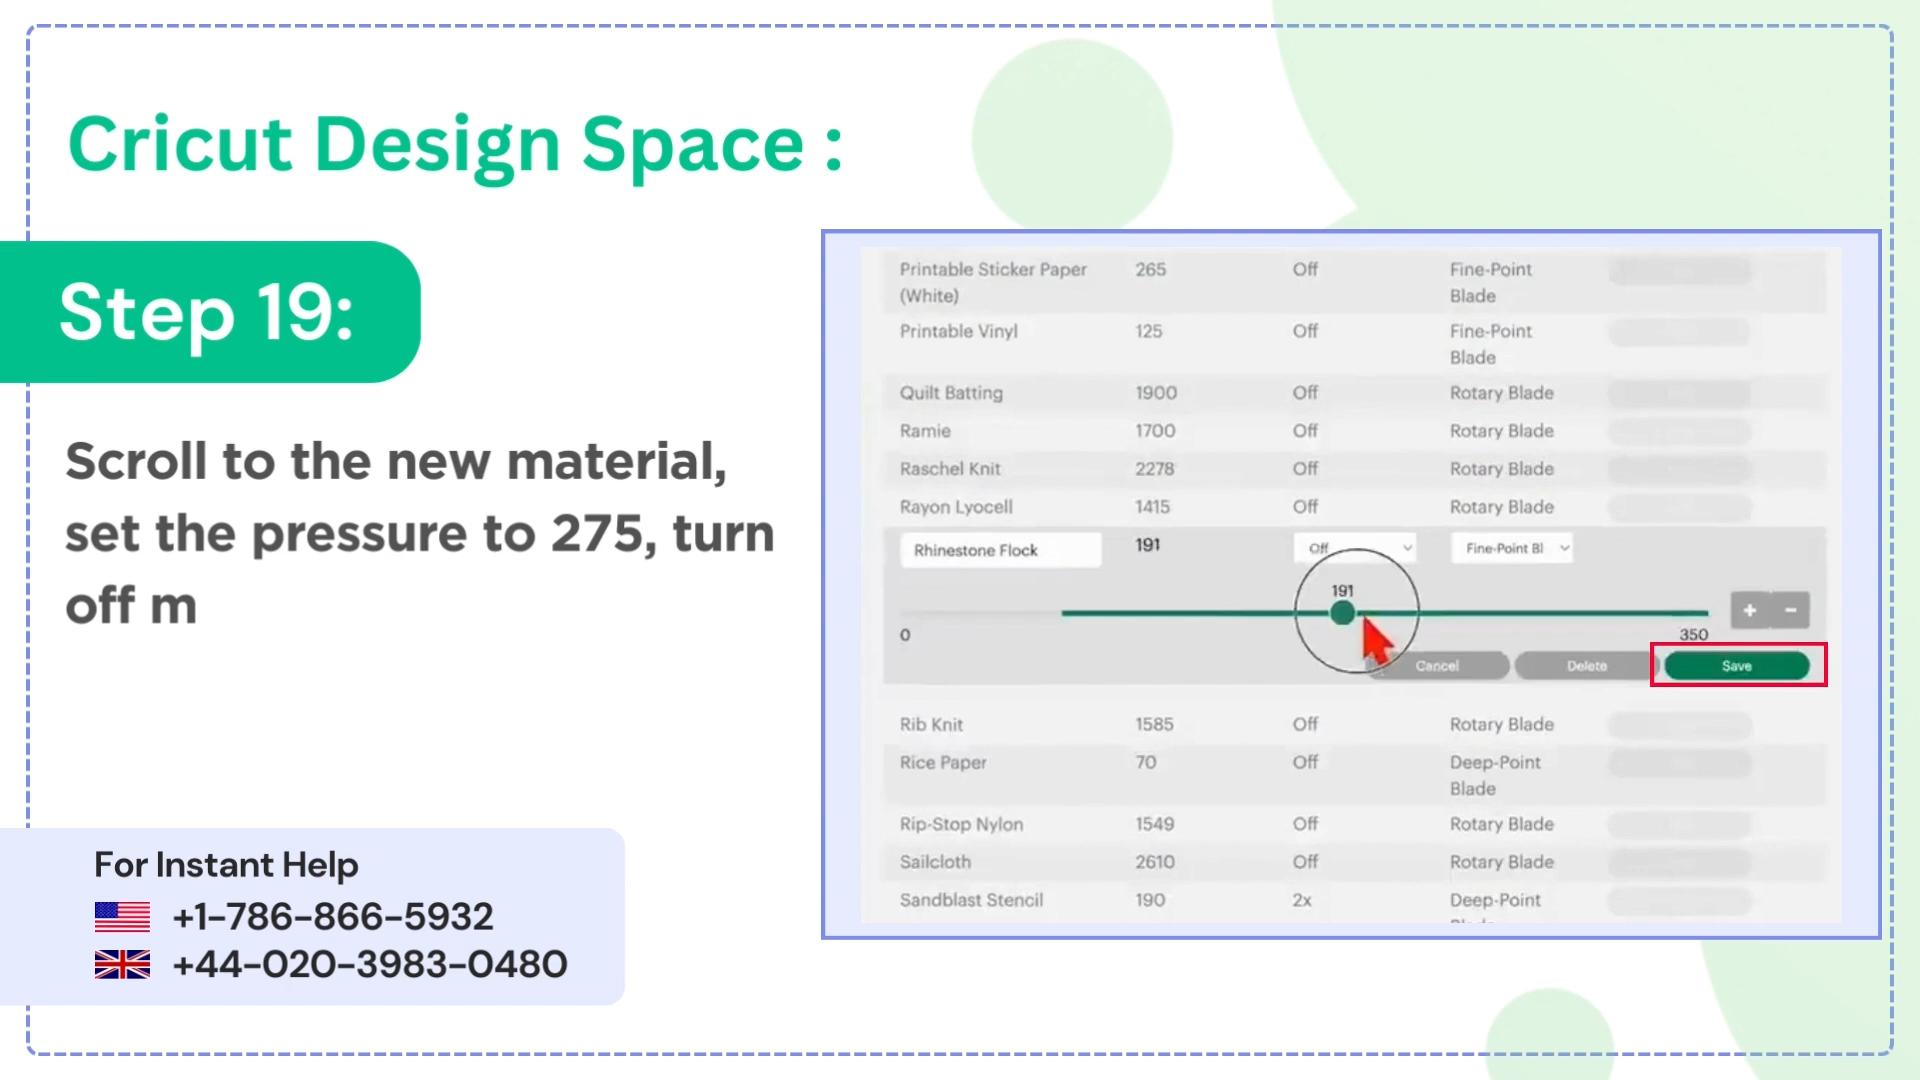 Cricut Design Space :
Step 19:
Scroll to the new material,
set the pressure to 275, turn
off m
For Instant Help
+1-786-866-5932
+44-020-3983-0480
Printable Sticker Paper 265 Off Fine-Point
(White) Blade
Printable Vinyl 125 Off Fine-Point
Blade
Quilt Batting 1900 Off Rotary Blade
Ramie 1700 Off Rotary Blade
Raschel Knit 2278 Off Rotary Blade
Rayon Lyocell 1415 Off Rotary Blade
Rhinestone Flock 191 Off Fine-Point Bl
191
+ -
0 350
Cancel Delete Save
Rib Knit 1585 Off Rotary Blade
Rice Paper 70 Off Deep-Point
Blade
Rip-Stop Nylon 1549 Off Rotary Blade
Sailcloth 2610 Off Rotary Blade
Sandblast Stencil 190 2x Deep-Point